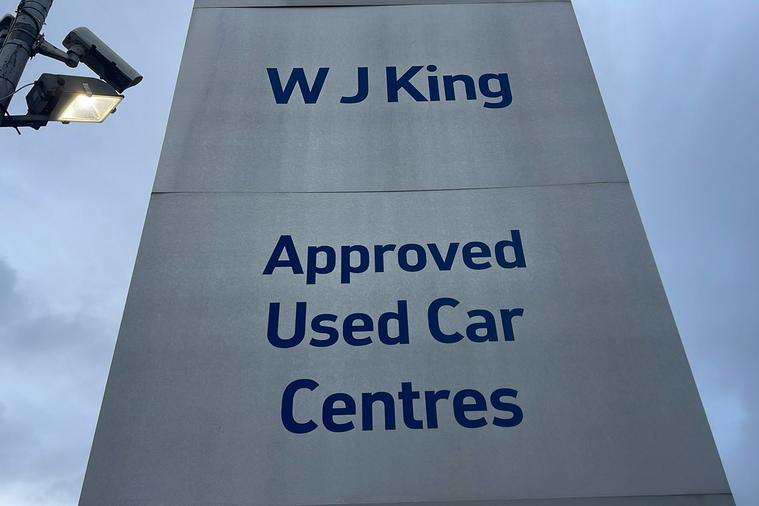 W J King
Approved
Used Car
Centres